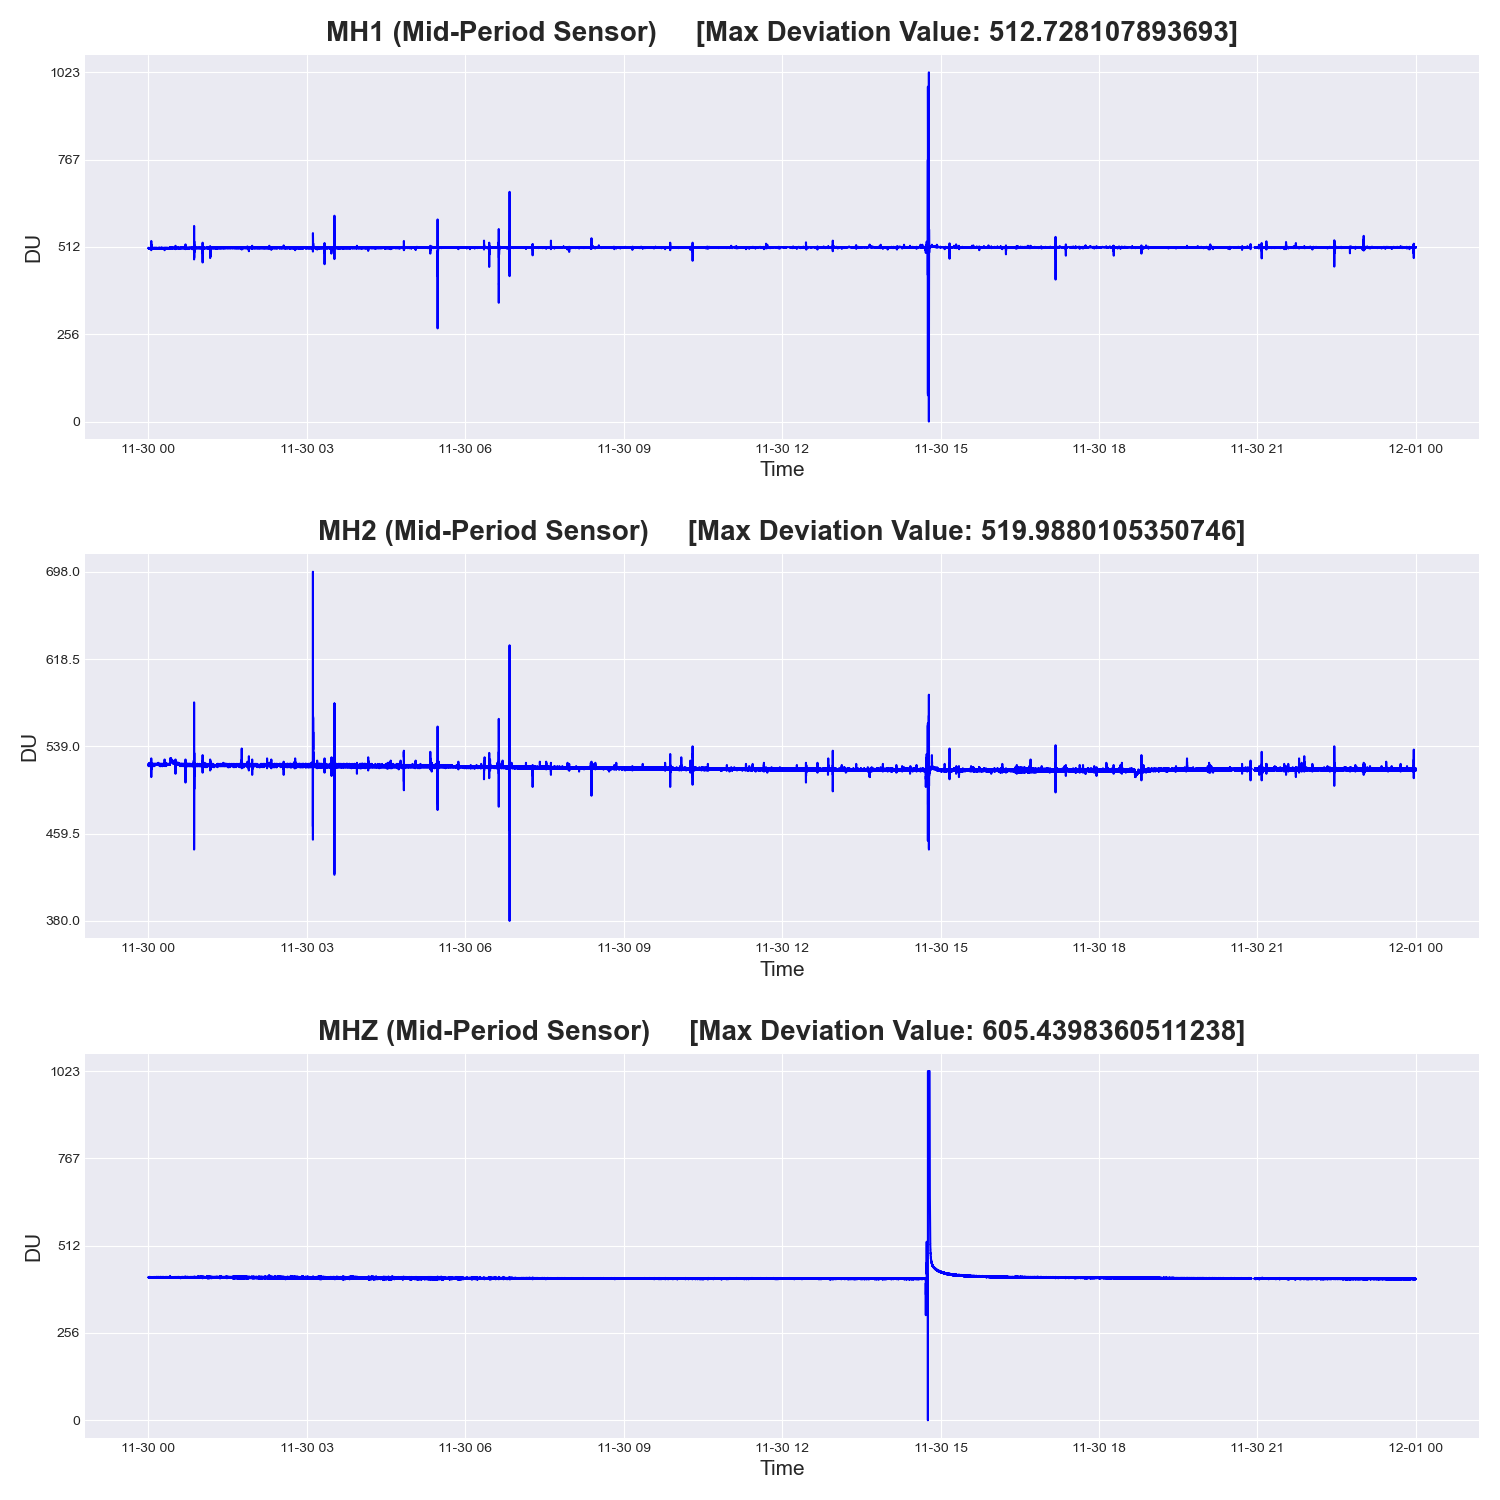 MH1 (Mid-Period Sensor) [Max Deviation Value: 512.728107893693]
1023
767
512
256
0
DU
11-30 00 11-30 03 11-30 06 11-30 09 11-30 12 11-30 15 11-30 18 11-30 21 12-01 00
Time
MH2 (Mid-Period Sensor) [Max Deviation Value: 519.9880105350746]
698.0
618.5
539.0
459.5
380.0
DU
11-30 00 11-30 03 11-30 06 11-30 09 11-30 12 11-30 15 11-30 18 11-30 21 12-01 00
Time
MHZ (Mid-Period Sensor) [Max Deviation Value: 605.4398360511238]
1023
767
512
256
0
DU
11-30 00 11-30 03 11-30 06 11-30 09 11-30 12 11-30 15 11-30 18 11-30 21 12-01 00
Time